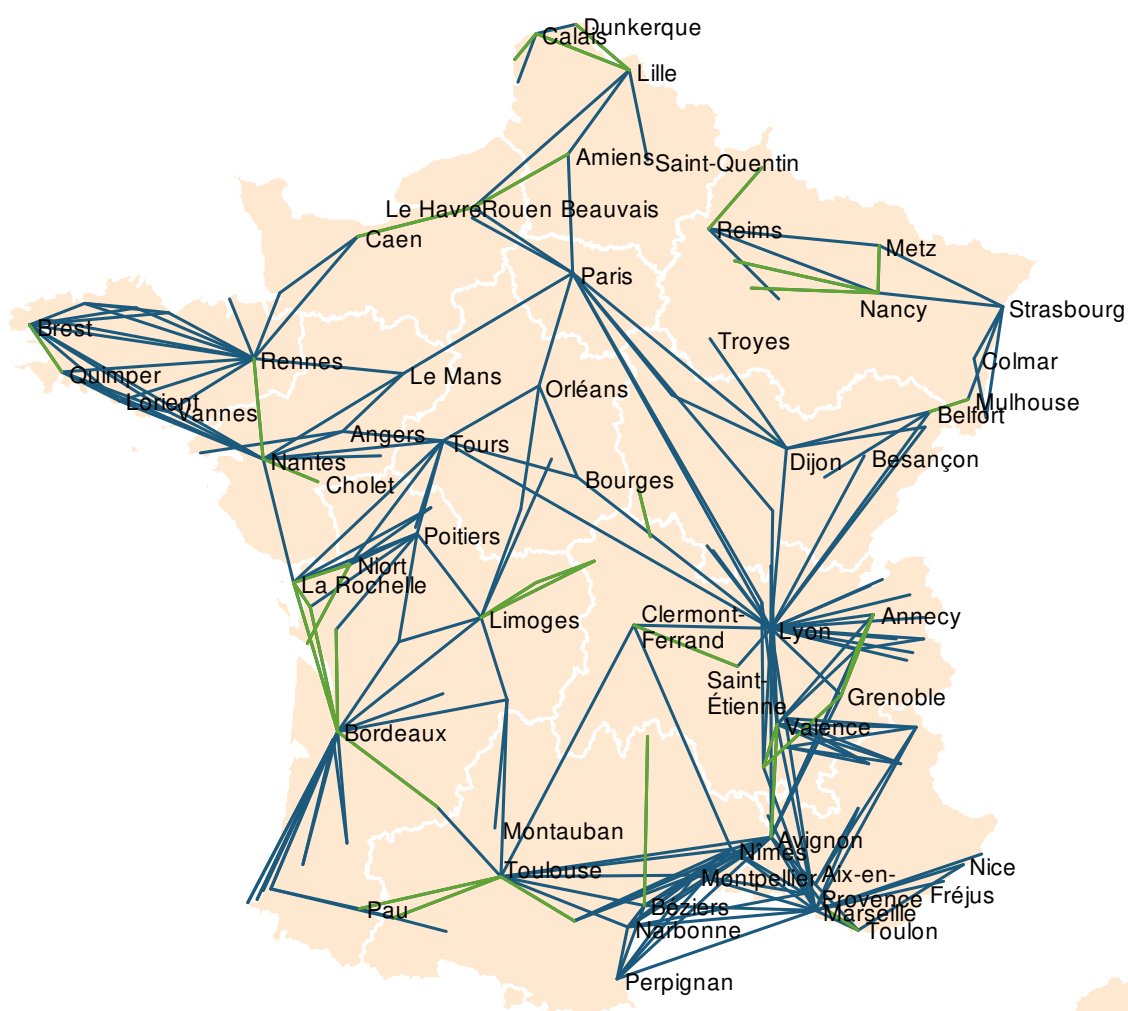 Dunkerque
Calais
Lille
Amiens
Saint-Quentin
Le Havre
Rouen
Beauvais
Caen
Reims
Metz
Paris
Nancy
Strasbourg
Brest
Rennes
Troyes
Colmar
Quimper
Le Mans
Orléans
Lorient
Vannes
Mulhouse
Belfort
Angers
Tours
Nantes
Dijon
Besançon
Cholet
Bourges
Poitiers
Niort
La Rochelle
Limoges
Clermont-
Ferrand
Lyon
Annecy
Saint-
Étienne
Grenoble
Valence
Bordeaux
Montauban
Avignon
Nîmes
Toulouse
Montpellier
Aix-en-
Provence
Nice
Fréjus
Pau
Béziers
Marseille
Narbonne
Toulon
Perpignan